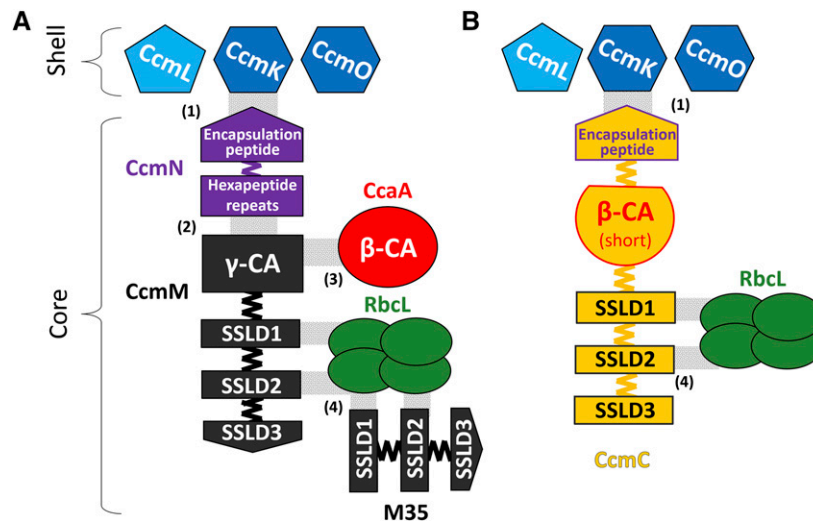 A
Shell
CcmL
CcmK
CcmO
(1)
Encapsulation
peptide
CcmN
Hexapeptide
repeats
(2)
CcaA
γ-CA
β-CA
(3)
CcmM
Core
RbcL
SSLD1
SSLD2
(4)
SSLD3
SSLD1
SSLD2
SSLD3
M35
B
CcmL
CcmK
CcmO
(1)
Encapsulation
peptide
β-CA
(short)
RbcL
SSLD1
SSLD2
(4)
SSLD3
CcmC